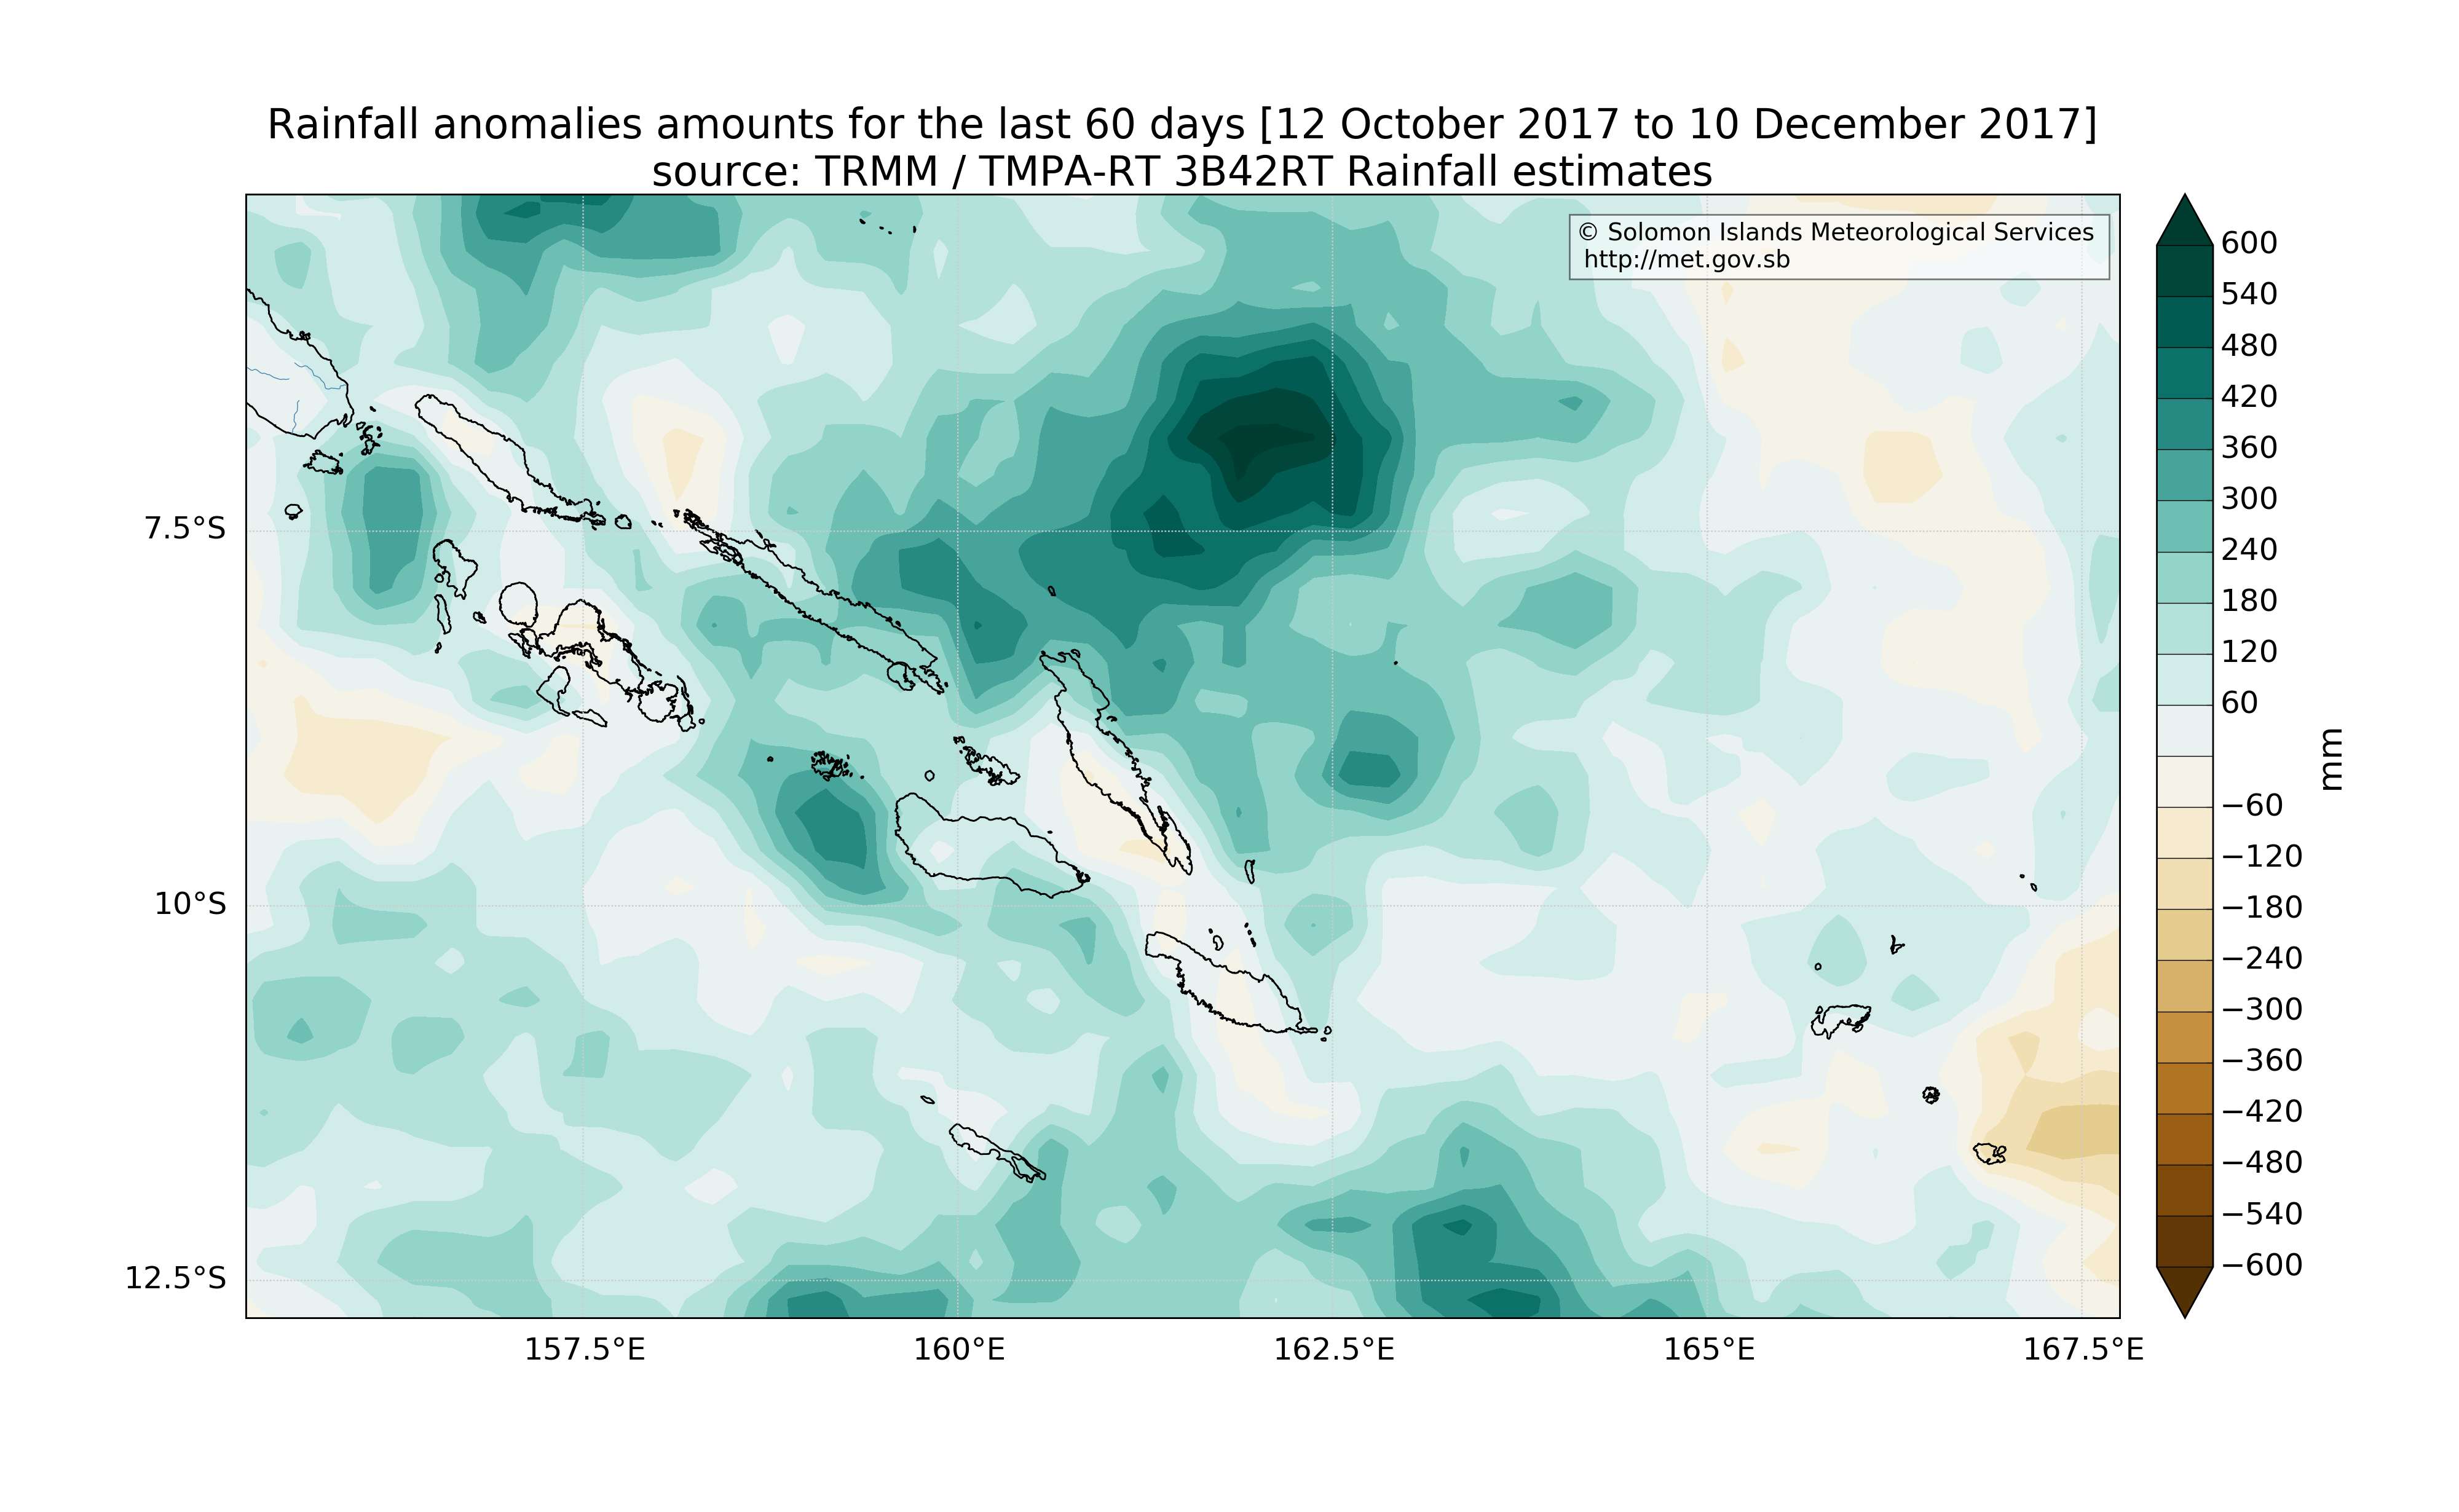 Rainfall anomalies amounts for the last 60 days [12 October 2017 to 10 December 2017]
source: TRMM / TMPA-RT 3B42RT Rainfall estimates
© Solomon Islands Meteorological Services
http://met.gov.sb
7.5°S
10°S
12.5°S
157.5°E
160°E
162.5°E
165°E
167.5°E
600
540
480
420
360
300
240
180
120
60
−60
−120
−180
−240
−300
−360
−420
−480
−540
−600
mm